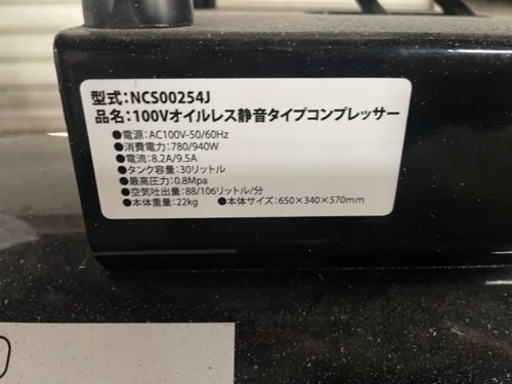 型式:NCS00254J
品名:100Vオイルレス静音タイプコンプレッサー
●電源:AC100V-50/60Hz
●消費電力:780/940W
●電流:8.2A/9.5A
●タンク容量:30リットル
●最高圧力:0.8Mpa
●空気吐出量:88/106リットル/分
●本体重量:22kg ●本体サイズ:650×340×570mm